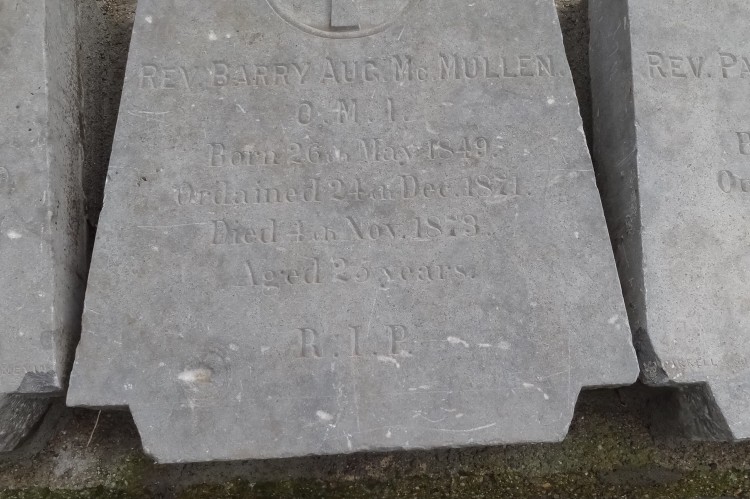 REV. BARRY AUG. Mc. MULLEN.
O.M.I.
Born 26th May 1849.
Ordained 24th Dec. 1871.
Died 4th Nov. 1873.
Aged 25 years.
R.I.P.
REV. PA